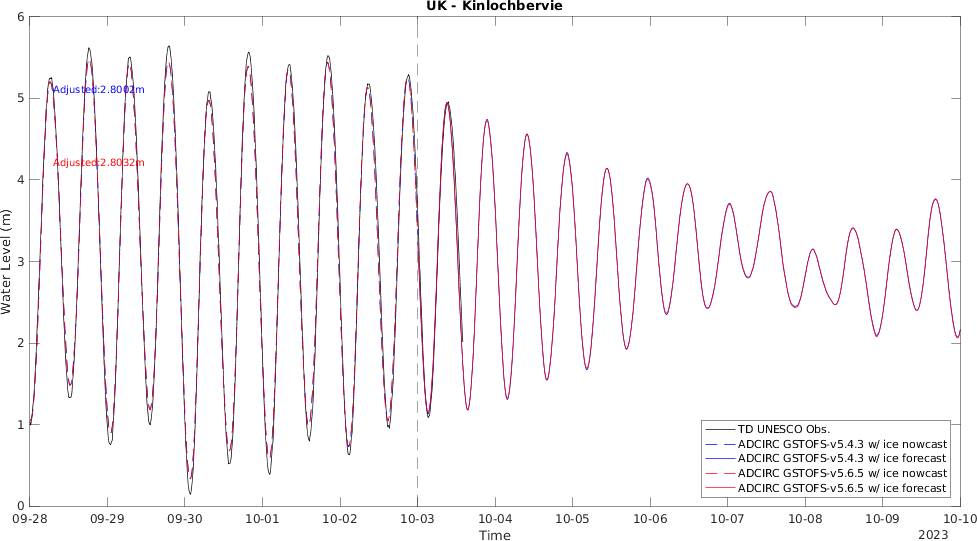 UK - Kinlochbervie
6
5
4
3
2
1
0
Water Level (m)
Adjusted:2.8002m
Adjusted:2.8032m
TD UNESCO Obs.
ADCIRC GSTOFS-v5.4.3 w/ ice nowcast
ADCIRC GSTOFS-v5.4.3 w/ ice forecast
ADCIRC GSTOFS-v5.6.5 w/ ice nowcast
ADCIRC GSTOFS-v5.6.5 w/ ice forecast
09-28 09-29 09-30 10-01 10-02 10-03 10-04 10-05 10-06 10-07 10-08 10-09 10-10
Time
2023